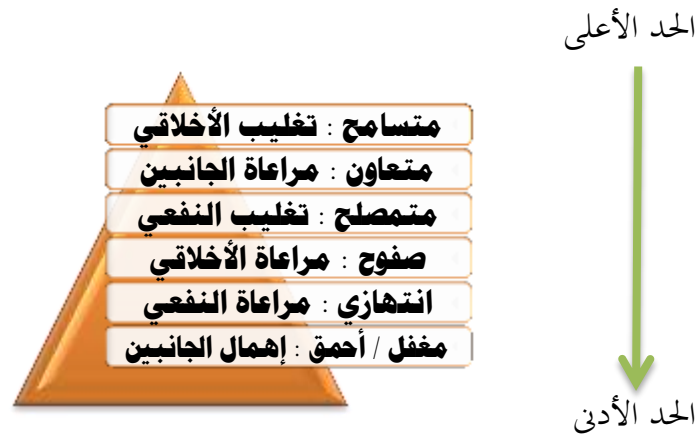 الحد الأعلى
متسامح : تغليب الأخلاقي
متعاون : مراعاة الجانبين
متمصلح : تغليب النفعي
صفوح : مراعاة الأخلاقي
انتهازي : مراعاة النفعي
مغفل / أحمق : إهمال الجانبين
الحد الأدنى